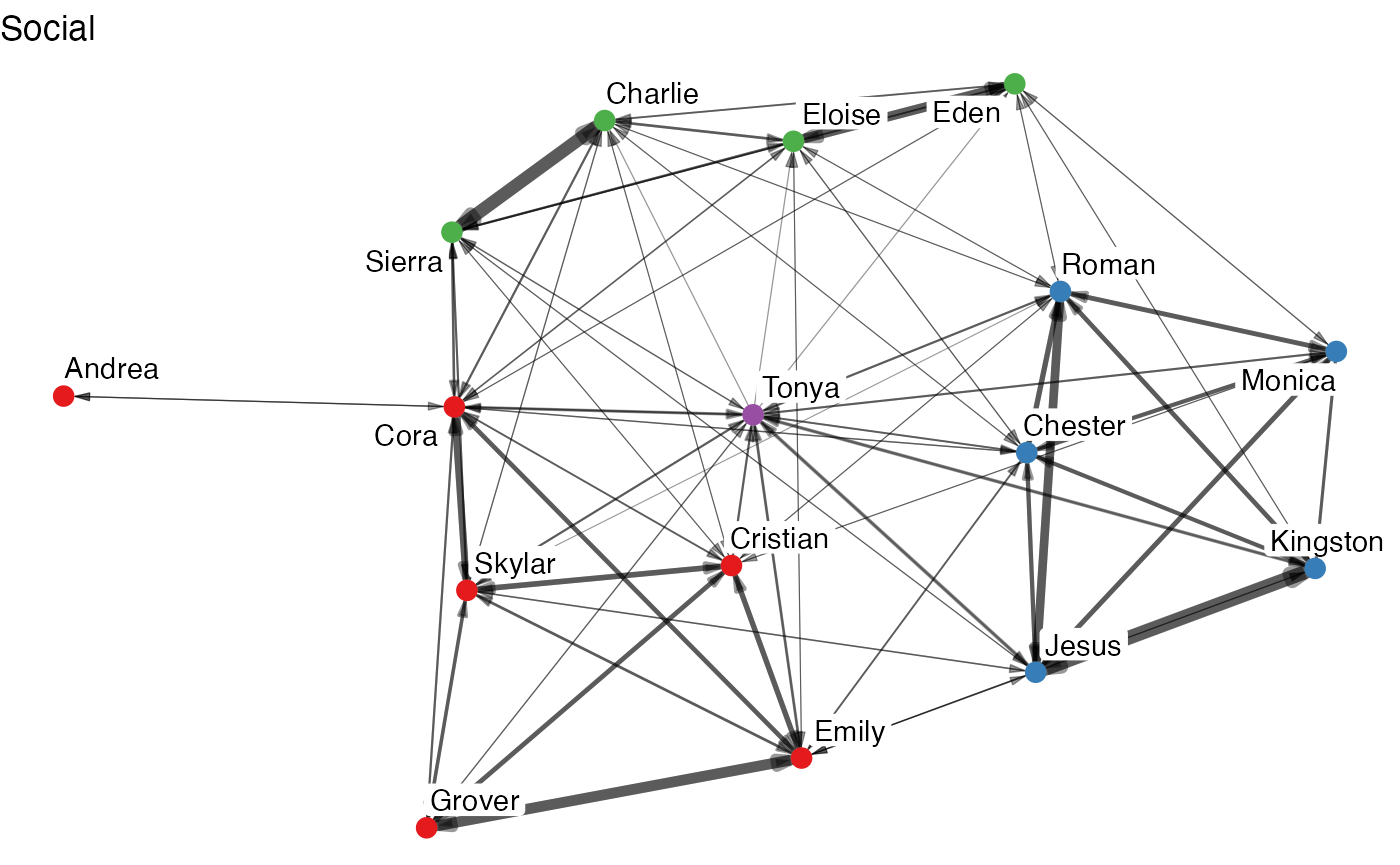 Social
Charlie
Eloise
Eden
Sierra
Roman
Andrea
Tonya
Monica
Cora
Chester
Cristian
Kingston
Skylar
Jesus
Emily
Grover